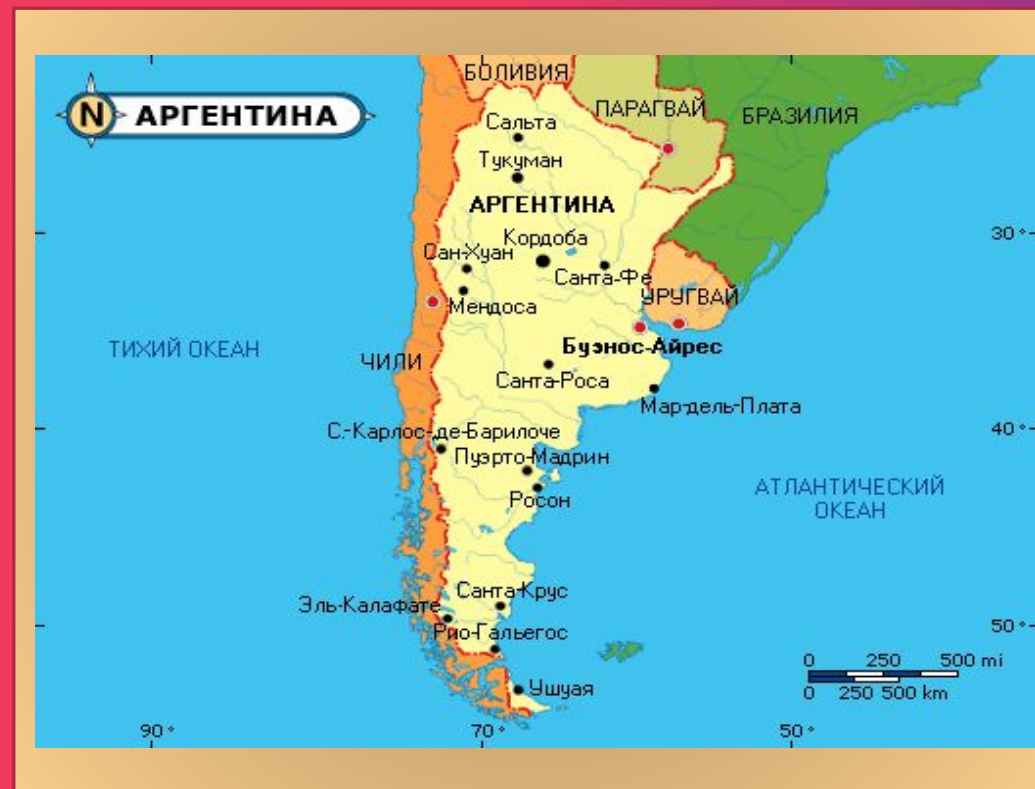 БОЛИВИЯ
N АРГЕНТИНА
ПАРАГВАЙ
БРАЗИЛИЯ
Сальта
Тукуман
АРГЕНТИНА
Кордоба
30°
Сан-Хуан
Санта-Фе
УРУГВАЙ
Мендоса
ТИХИЙ ОКЕАН
Буэнос-Айрес
ЧИЛИ
Санта-Роса
Мар-дель-Плата
С.-Карлос-де-Барилоче
40°
Пуэрто-Мадрин
АТЛАНТИЧЕСКИЙ
ОКЕАН
Росон
Санта-Крус
Эль-Калафате
Рио-Гальегос
50°
0 250 500 mi
0 250 500 km
Ушуая
90° 70° 50°